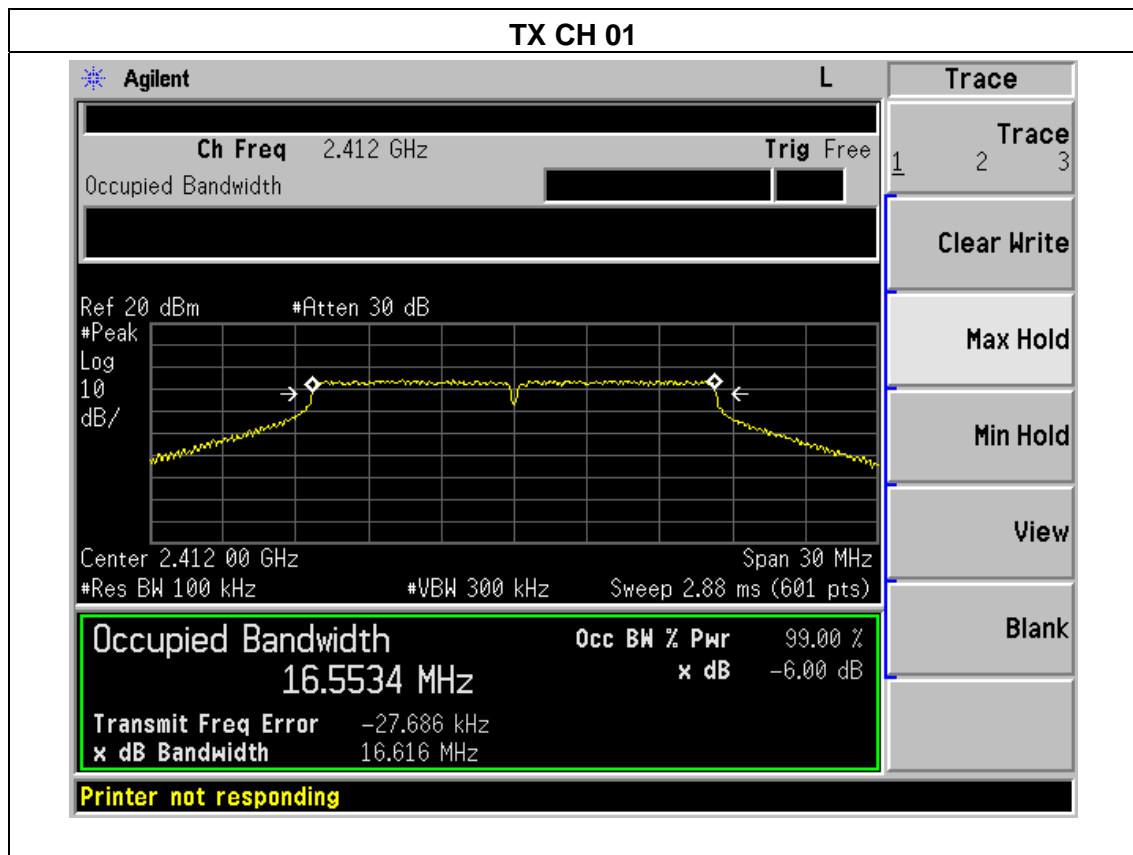 TX CH 01
Agilent L Trace
Ch Freq 2.412 GHz Trig Free
Occupied Bandwidth
Trace
1 2 3
Clear Write
Max Hold
Min Hold
View
Blank
Ref 20 dBm #Atten 30 dB
#Peak
Log
10
dB/
Center 2.412 00 GHz Span 30 MHz
#Res BW 100 kHz #VBW 300 kHz Sweep 2.88 ms (601 pts)
Occupied Bandwidth Occ BW % Pwr 99.00 %
16.5534 MHz x dB -6.00 dB
Transmit Freq Error -27.686 kHz
x dB Bandwidth 16.616 MHz
Printer not responding